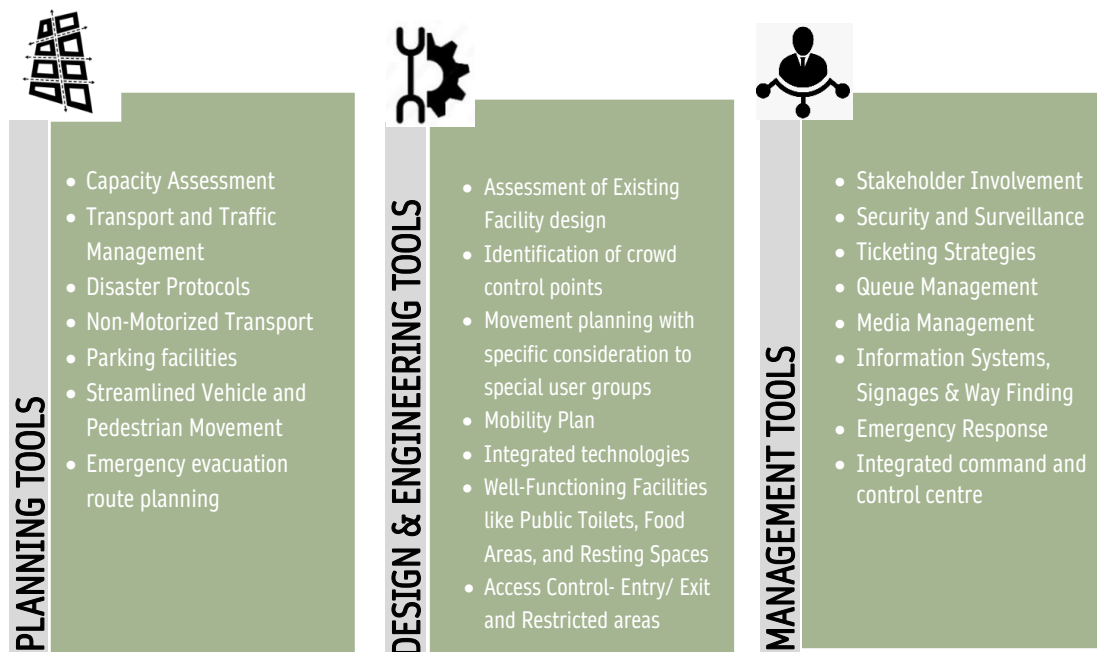 PLANNING TOOLS
• Capacity Assessment
• Transport and Traffic
Management
• Disaster Protocols
• Non-Motorized Transport
• Parking facilities
• Streamlined Vehicle and
Pedestrian Movement
• Emergency evacuation
route planning
DESIGN & ENGINEERING TOOLS
• Assessment of Existing
Facility design
• Identification of crowd
control points
• Movement planning with
specific consideration to
special user groups
• Mobility Plan
• Integrated technologies
• Well-Functioning Facilities
like Public Toilets, Food
Areas, and Resting Spaces
• Access Control- Entry/ Exit
and Restricted areas
MANAGEMENT TOOLS
• Stakeholder Involvement
• Security and Surveillance
• Ticketing Strategies
• Queue Management
• Media Management
• Information Systems,
Signages & Way Finding
• Emergency Response
• Integrated command and
control centre